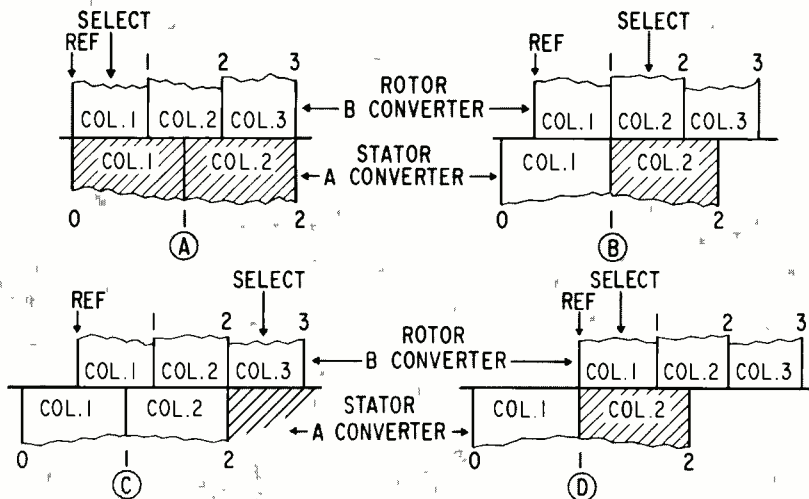 SELECT
REF
1 2 3
COL.1 COL.2 COL.3
COL.1 COL.2
0 1 2
A
ROTOR
B CONVERTER
STATOR
A CONVERTER
SELECT
REF
1 2 3
COL.1 COL.2 COL.3
COL.1 COL.2
0 1 2
B
SELECT
REF
1 2 3
COL.1 COL.2 COL.3
COL.1 COL.2
0 1 2
C
ROTOR
B CONVERTER
STATOR
A CONVERTER
SELECT
REF
1 2 3
COL.1 COL.2 COL.3
COL.1 COL.2
0 1 2
D